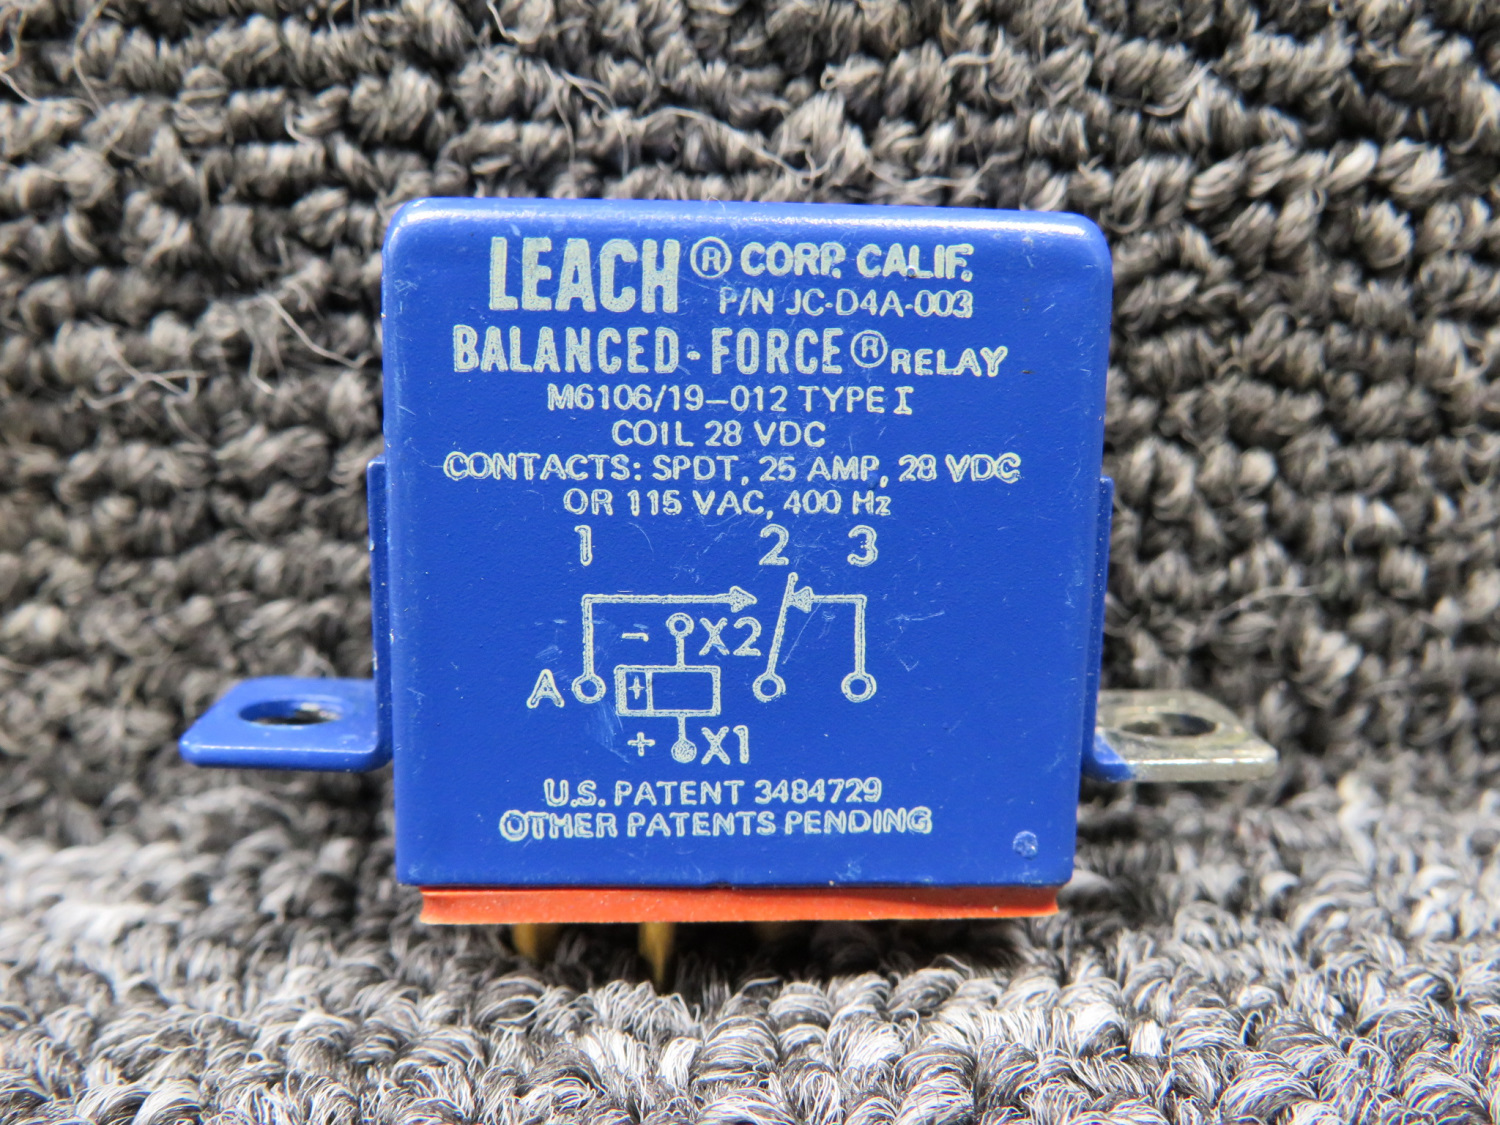 LEACH ® CORP. CALIF.
P/N JC-D4A-003
BALANCED-FORCE ® RELAY
M6106/19-012 TYPE I
COIL 28 VDC
CONTACTS: SPDT, 25 AMP, 28 VDC
OR 115 VAC, 400 Hz
1 2 3
- X2
A
+ X1
U.S. PATENT 3484729
OTHER PATENTS PENDING